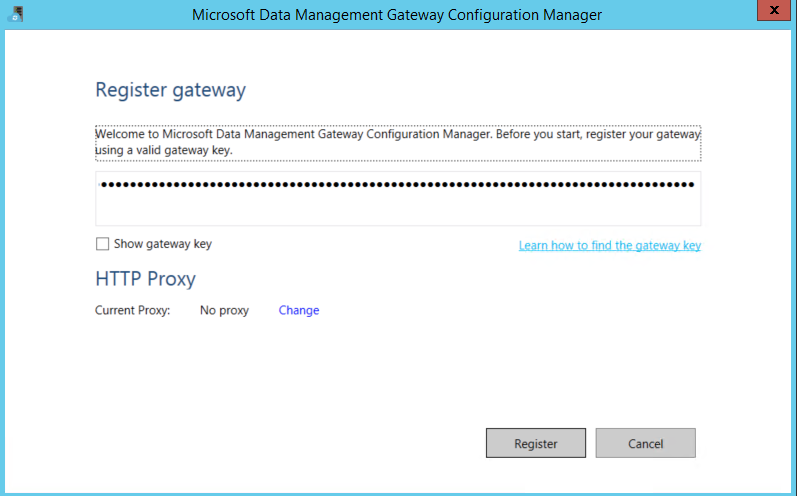 Microsoft Data Management Gateway Configuration Manager
x
Register gateway
Welcome to Microsoft Data Management Gateway Configuration Manager. Before you start, register your gateway
using a valid gateway key.
Show gateway key
Learn how to find the gateway key
HTTP Proxy
Current Proxy: No proxy Change
Register Cancel